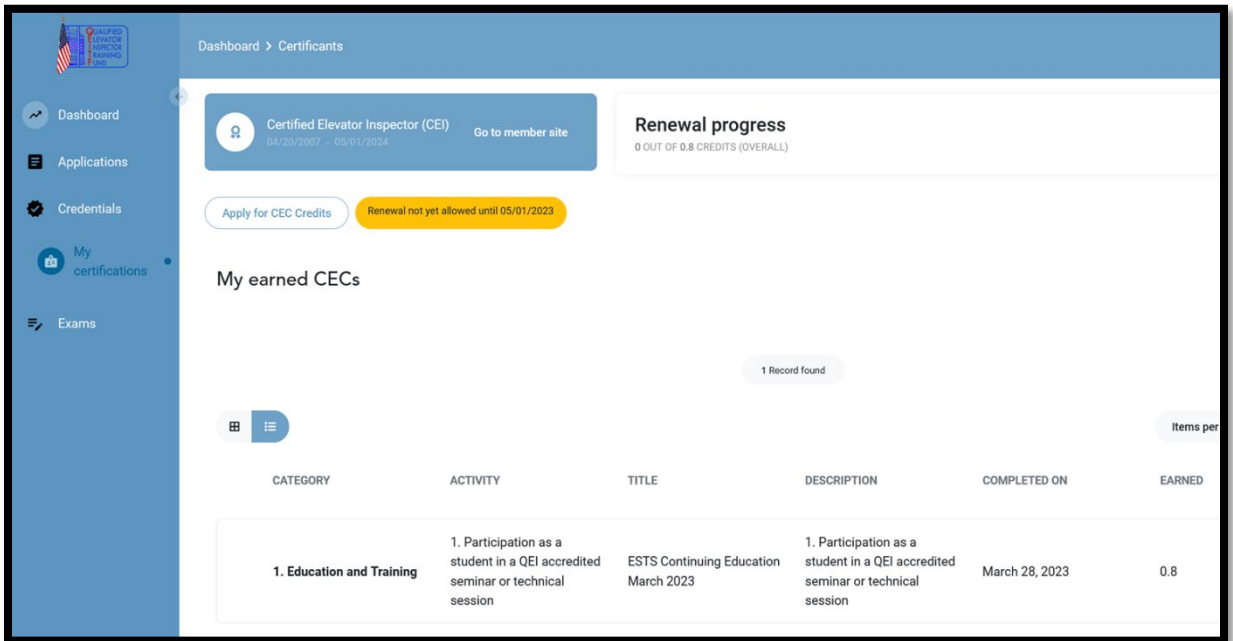 QUALIFIED
ELEVATOR
INSPECTOR
TRAINING
FUND
Dashboard > Certificants
Dashboard
Applications
Credentials
My
certifications
Exams
Certified Elevator Inspector (CEI)
04/20/2007 - 05/01/2024
Go to member site
Renewal progress
0 OUT OF 0.8 CREDITS (OVERALL)
Apply for CEC Credits
Renewal not yet allowed until 05/01/2023
My earned CECs
1 Record found
Items per
CATEGORY ACTIVITY TITLE DESCRIPTION COMPLETED ON EARNED
1. Education and Training
1. Participation as a
student in a QEI accredited
seminar or technical
session
ESTS Continuing Education
March 2023
1. Participation as a
student in a QEI accredited
seminar or technical
session
March 28, 2023
0.8